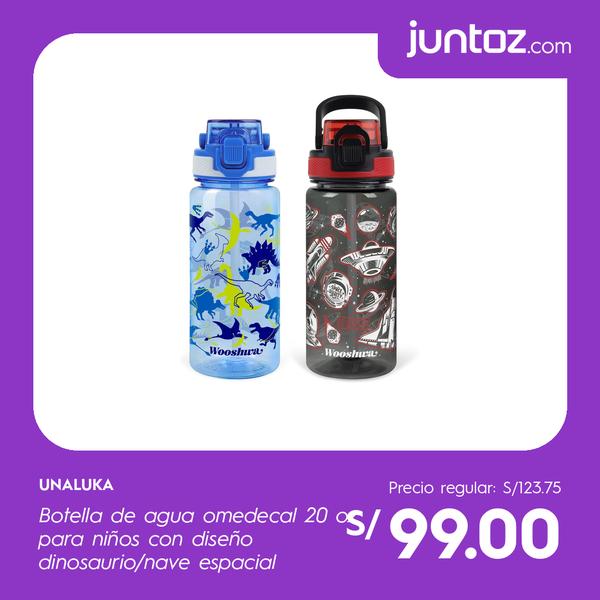 juntoz.com
Wooshwa
Wooshwa
UNALUKA
Precio regular: S/123.75
Botella de agua omedecal 20 o
para niños con diseño
dinosaurio/nave espacial
S/ 99.00